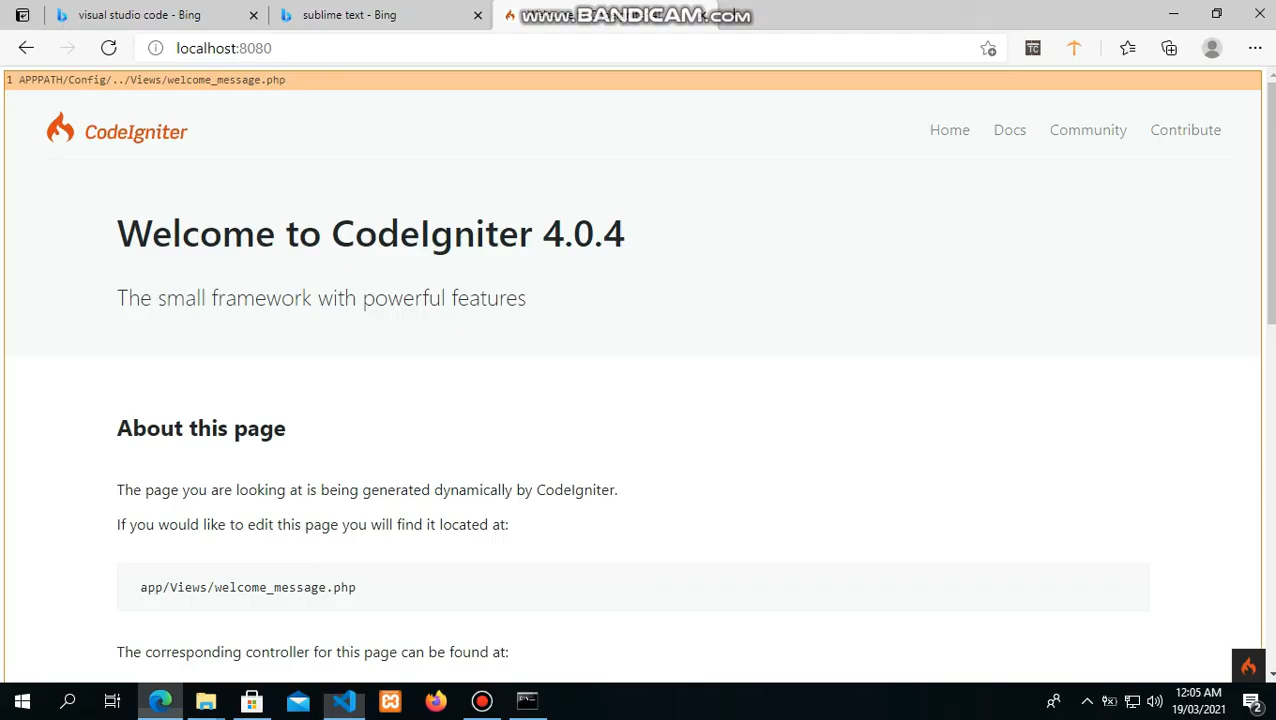 visual studio code - Bing
sublime text - Bing
www.BANDICAM.com
localhost:8080
TC
1 APPPATH/Config/../Views/welcome_message.php
CodeIgniter
Home
Docs
Community
Contribute
Welcome to CodeIgniter 4.0.4
The small framework with powerful features
About this page
The page you are looking at is being generated dynamically by CodeIgniter.
If you would like to edit this page you will find it located at:
app/Views/welcome_message.php
The corresponding controller for this page can be found at:
12:05 AM
19/03/2021
2